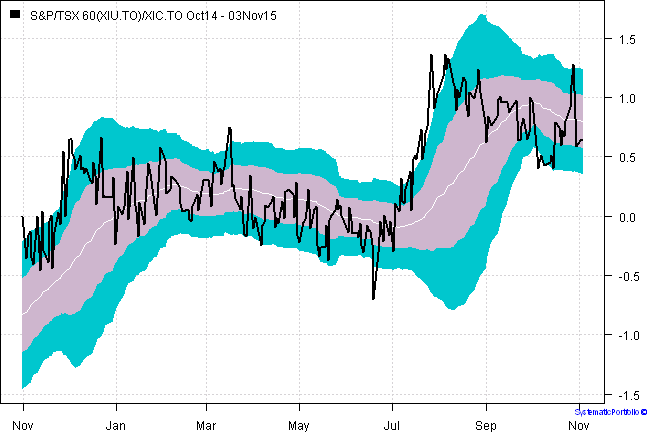 S&P/TSX 60(XIU.TO)/XIC.TO Oct14 - 03Nov15
1.5
1.0
0.5
0.0
-0.5
-1.0
-1.5
Nov Jan Mar May Jul Sep Nov
SystematicPortfolio ©